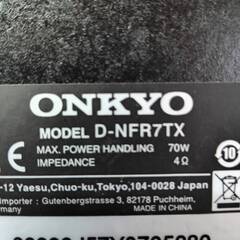 ONKYO
MODEL D-NFR7TX
MAX. POWER HANDLING 70W
IMPEDANCE 4Ω
10
-12 Yaesu, Chuo-ku, Tokyo, 104-0028 Japan
Importer : Gutenbergstrasse 3, 82178 Puchheim,
MADE IN CHINA